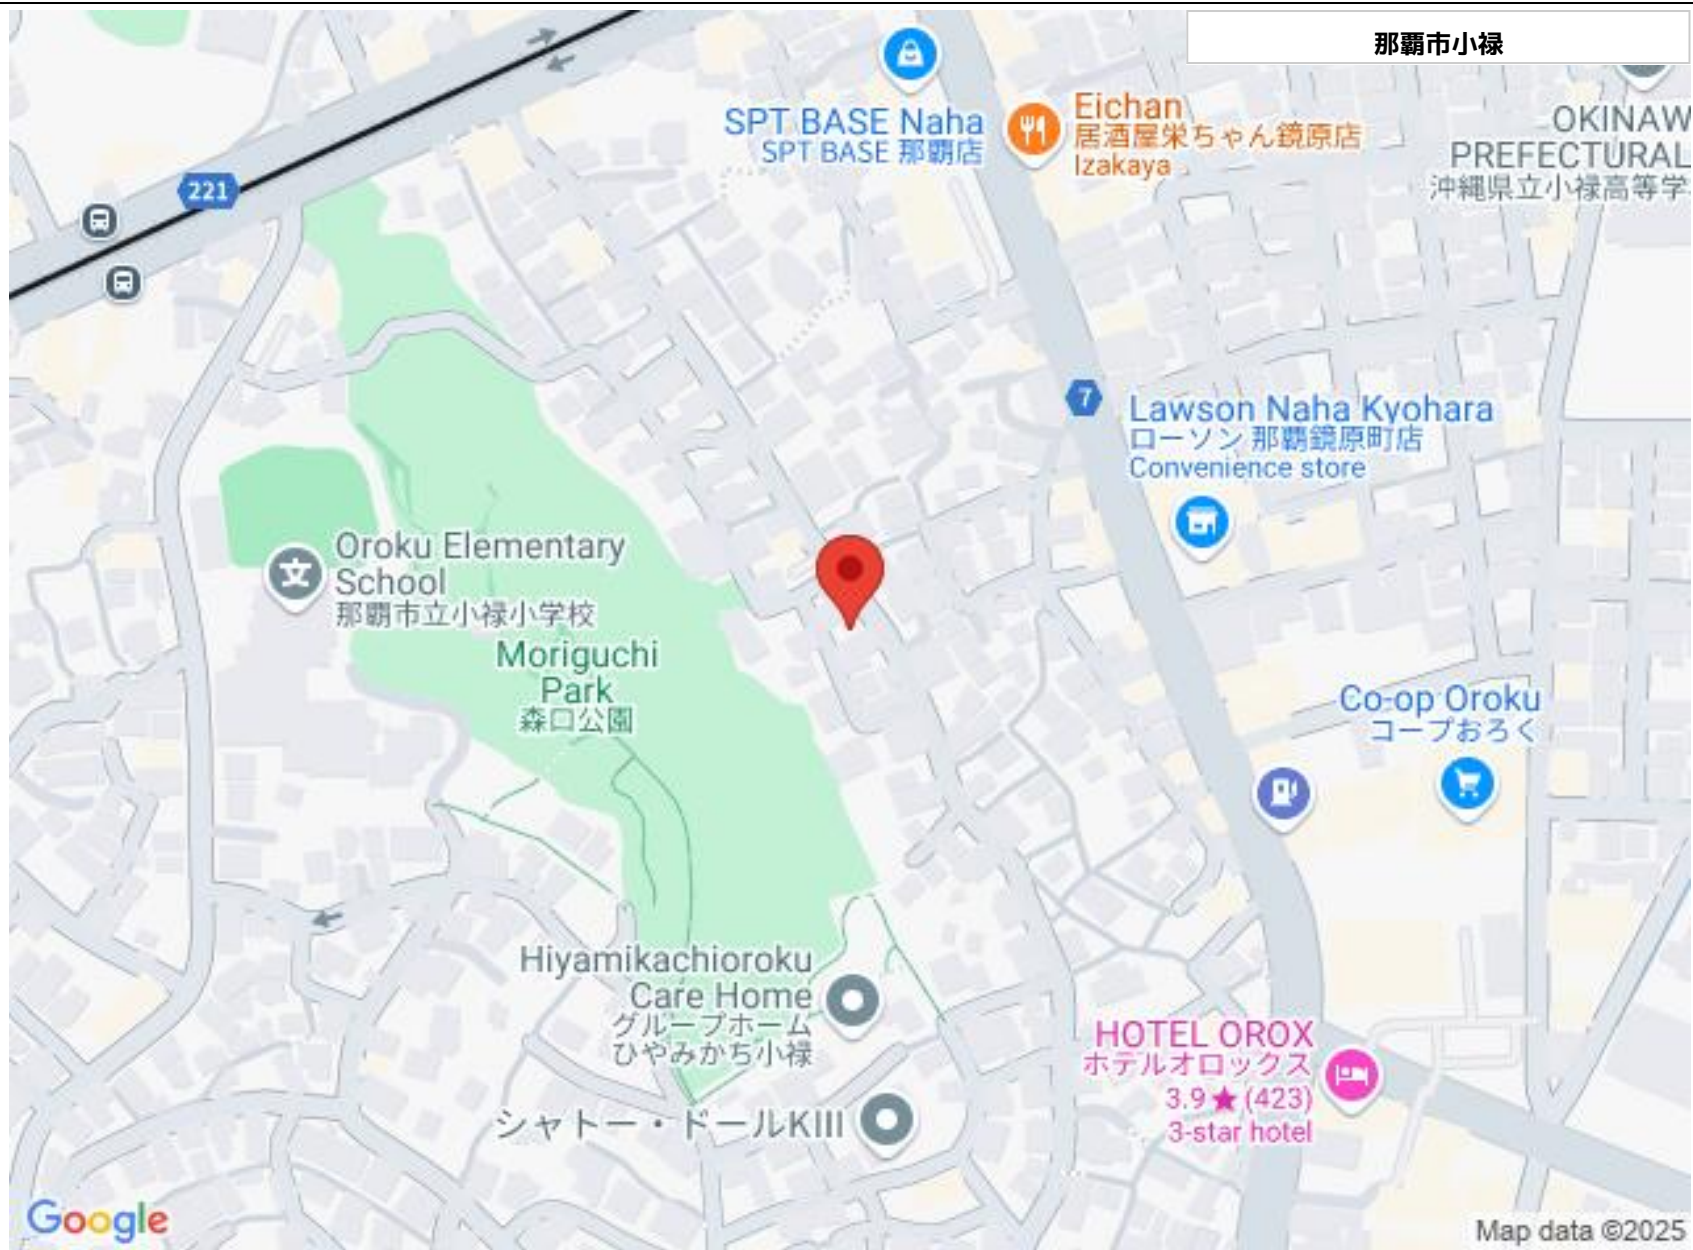 那覇市小禄
SPT BASE Naha
SPT BASE 那覇店
Eichan
居酒屋栄ちゃん鏡原店
Izakaya
OKINAW
PREFECTURAL
沖縄県立小禄高等学
221
7
Lawson Naha Kyohara
ローソン 那覇鏡原町店
Convenience store
Oroku Elementary
School
那覇市立小禄小学校
文
Moriguchi
Park
森口公園
Co-op Oroku
コープおろく
Hiyamikachioroku
Care Home
グループホーム
ひやみかち小禄
HOTEL OROX
ホテルオロックス
3.9★(423)
3-star hotel
シャトー・ドールKIII
Google
Map data ©2025